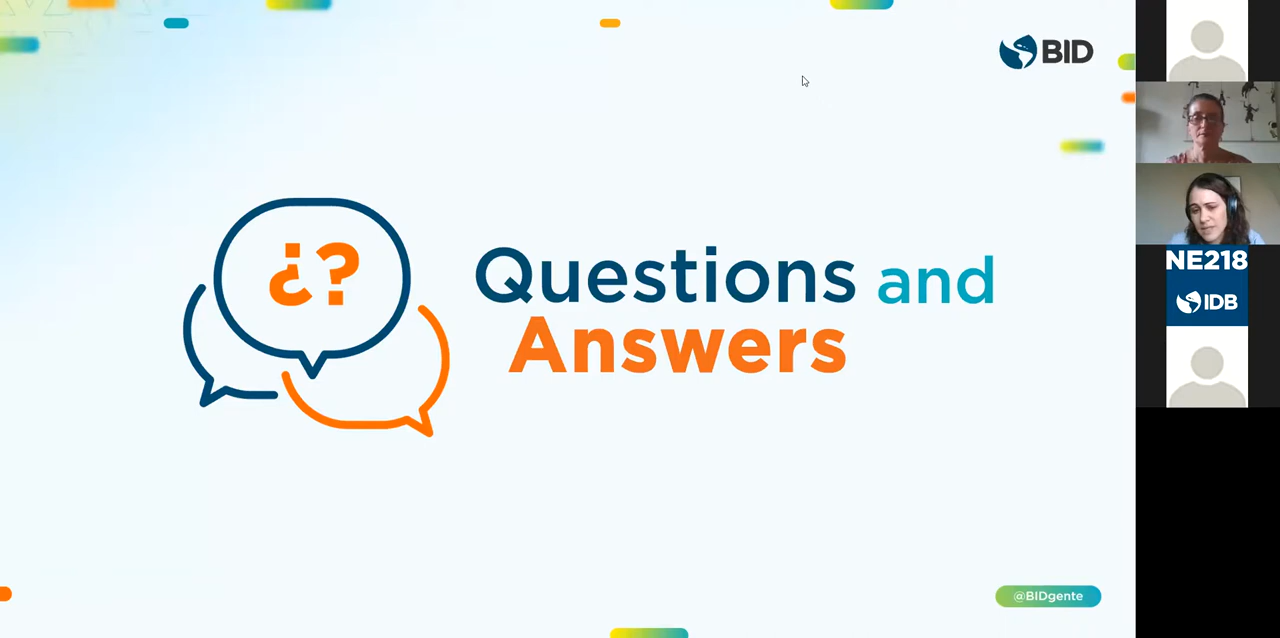 BID
¿?
Questions and
Answers
@BIDgente
NE218
IDB